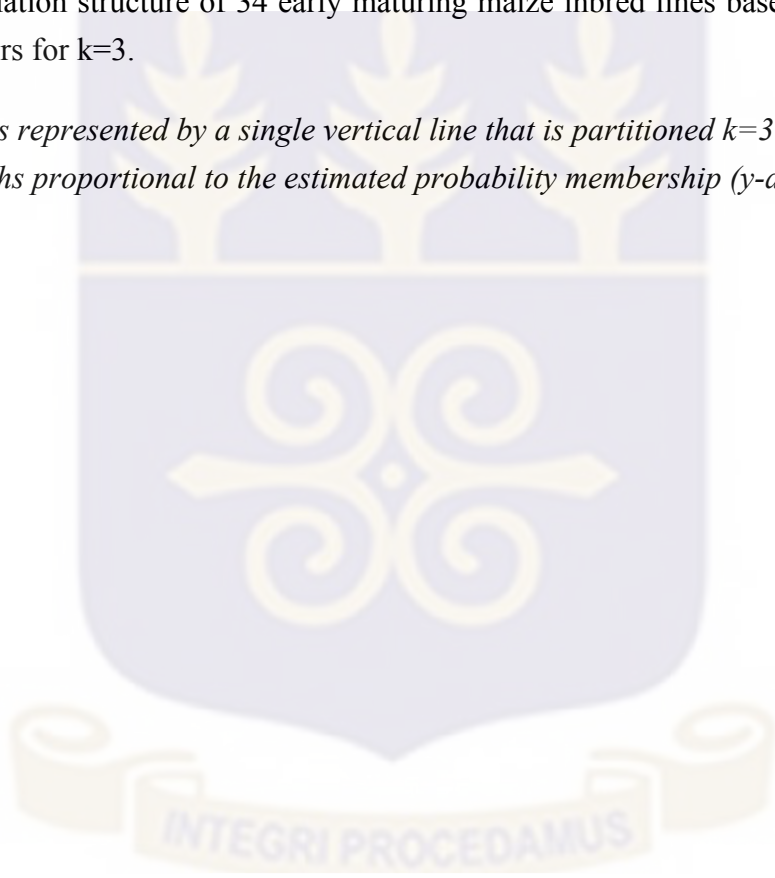 lation structure of 34 early maturing maize inbred lines base
rs for k=3.
s represented by a single vertical line that is partitioned k=3
hs proportional to the estimated probability membership (y-a
INTEGRI PROCEDAMUS